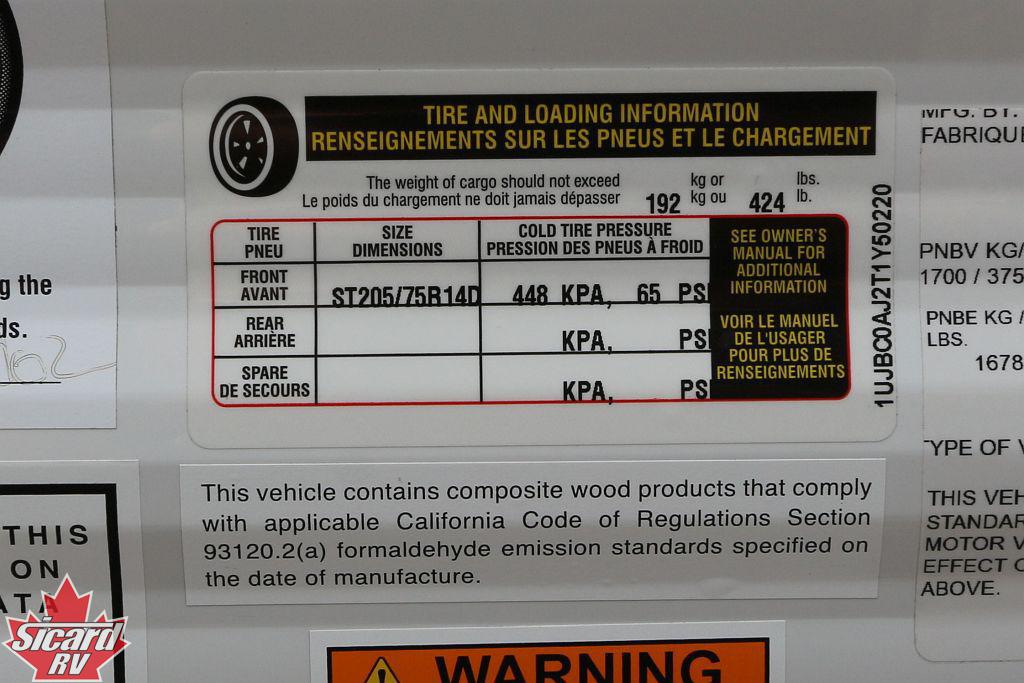 TIRE AND LOADING INFORMATION
RENSEIGNEMENTS SUR LES PNEUS ET LE CHARGEMENT
The weight of cargo should not exceed
Le poids du chargement ne doit jamais dépasser
192
kg or
kg ou
424
lbs.
lb.
TIRE
PNEU
SIZE
DIMENSIONS
COLD TIRE PRESSURE
PRESSION DES PNEUS À FROID
FRONT
AVANT
ST205/75R14D
448 KPA, 65 PSI
REAR
ARRIÈRE
KPA, PSI
SPARE
DE SECOURS
KPA, PSI
SEE OWNER'S
MANUAL FOR
ADDITIONAL
INFORMATION
VOIR LE MANUEL
DE L'USAGER
POUR PLUS DE
RENSEIGNEMENTS
1UJBC0AJ2T1Y50220
This vehicle contains composite wood products that comply
with applicable California Code of Regulations Section
93120.2(a) formaldehyde emission standards specified on
the date of manufacture.
WARNING
g the
ds.
THIS
ON
ATA
Sicard
RV
MFG. BY:
FABRIQU
PNBV KG/
1700 / 375
PNBE KG /
LBS.
1678
TYPE OF V
THIS VEH
STANDAR
MOTOR V
EFFECT O
ABOVE.